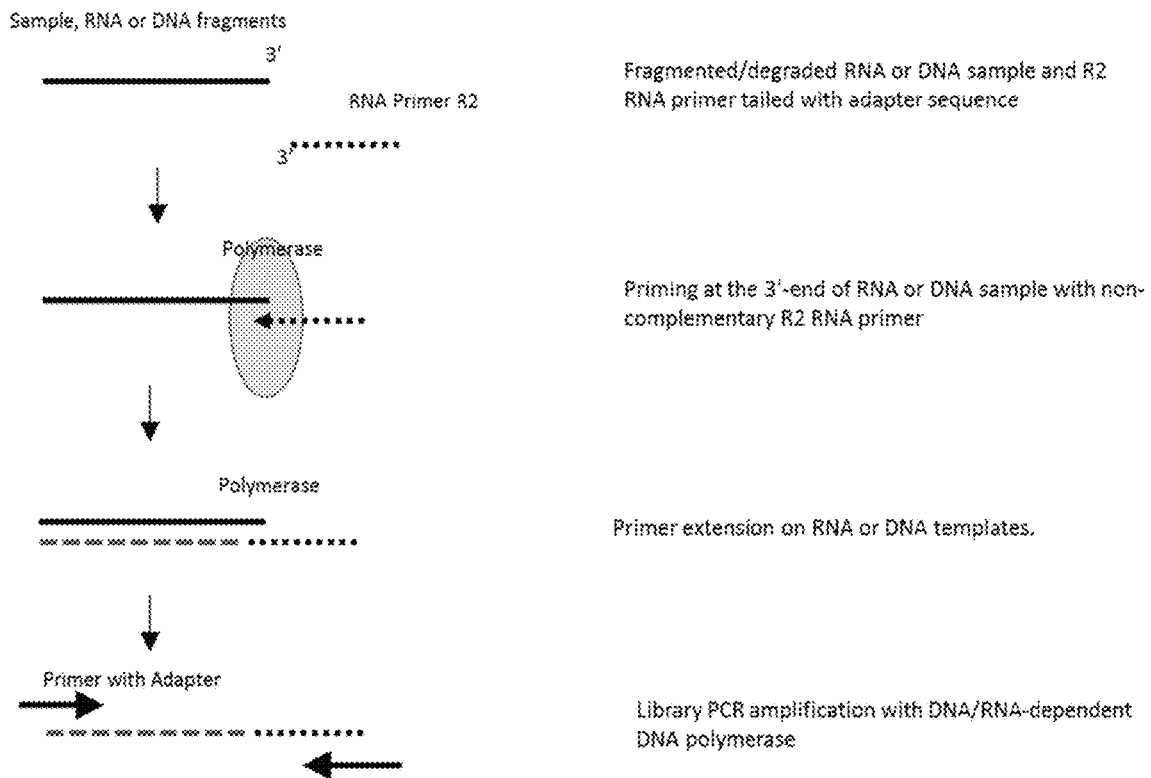 Sample, RNA or DNA fragments
3'
Fragmented/degraded RNA or DNA sample and R2
RNA primer tailed with adapter sequence
RNA Primer R2
3'
Polymerase
Priming at the 3'-end of RNA or DNA sample with non-
complementary R2 RNA primer
Polymerase
Primer extension on RNA or DNA templates.
Primer with Adapter
Library PCR amplification with DNA/RNA-dependent
DNA polymerase